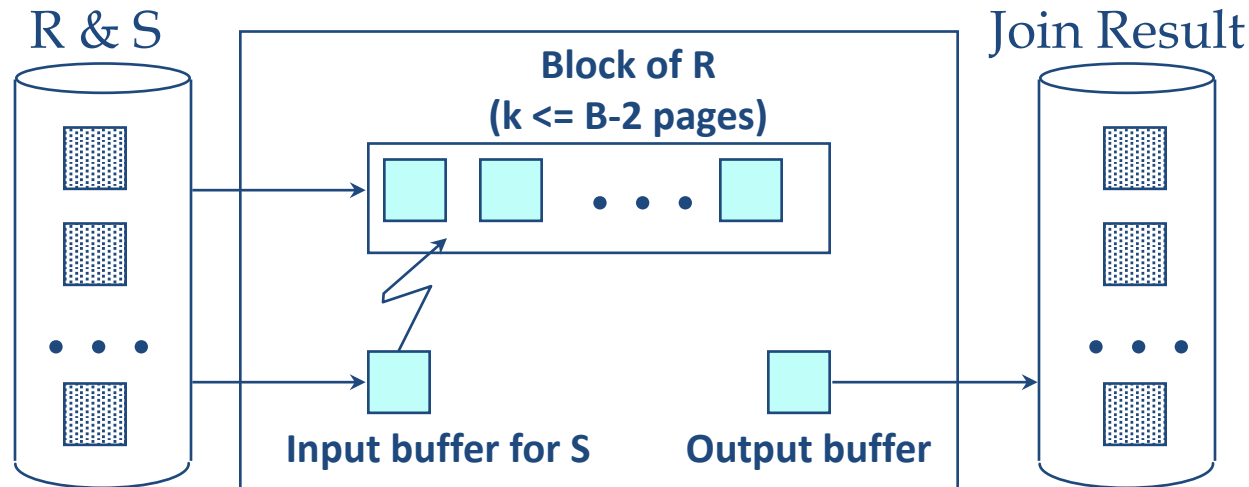 R & S
Join Result
Block of R
(k <= B-2 pages)
• • •
• • •
• • •
Input buffer for S
Output buffer